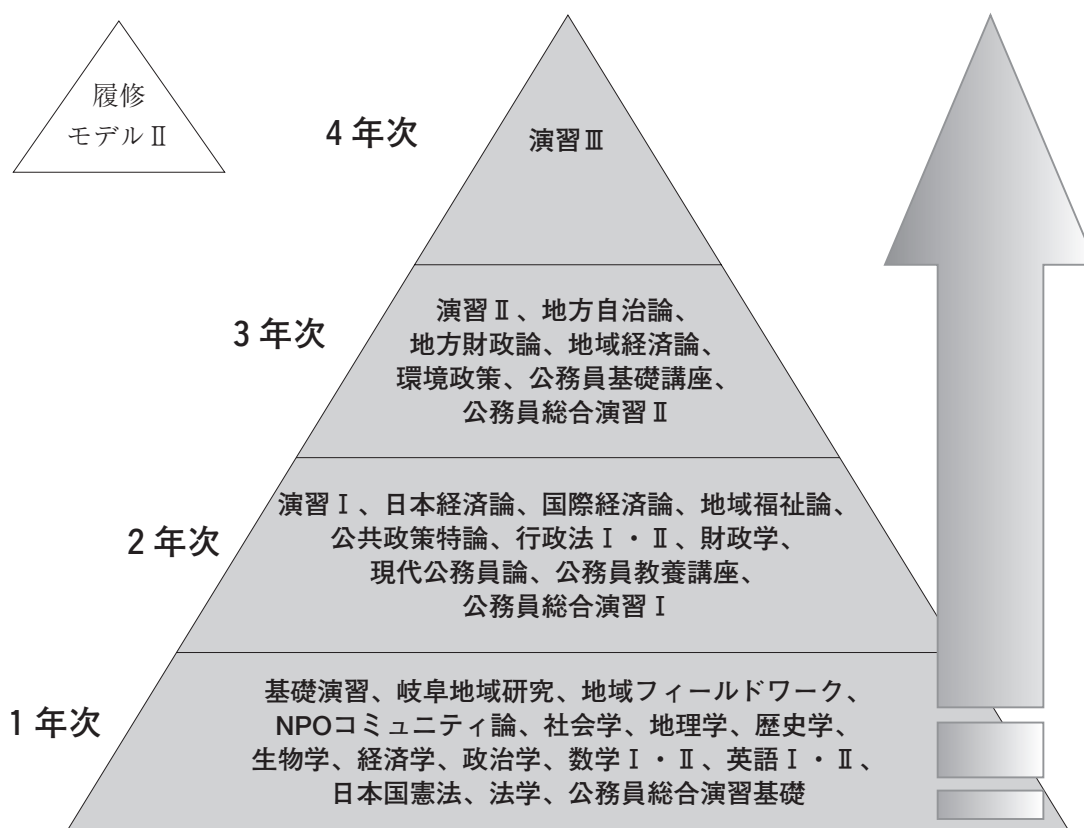 履修
モデルⅡ
4年次
演習Ⅲ
3年次
演習Ⅱ、地方自治論、
地方財政論、地域経済論、
環境政策、公務員基礎講座、
公務員総合演習Ⅱ
2年次
演習Ⅰ、日本経済論、国際経済論、地域福祉論、
公共政策特論、行政法Ⅰ・Ⅱ、財政学、
現代公務員論、公務員教養講座、
公務員総合演習Ⅰ
1年次
基礎演習、岐阜地域研究、地域フィールドワーク、
NPOコミュニティ論、社会学、地理学、歴史学、
生物学、経済学、政治学、数学Ⅰ・Ⅱ、英語Ⅰ・Ⅱ、
日本国憲法、法学、公務員総合演習基礎